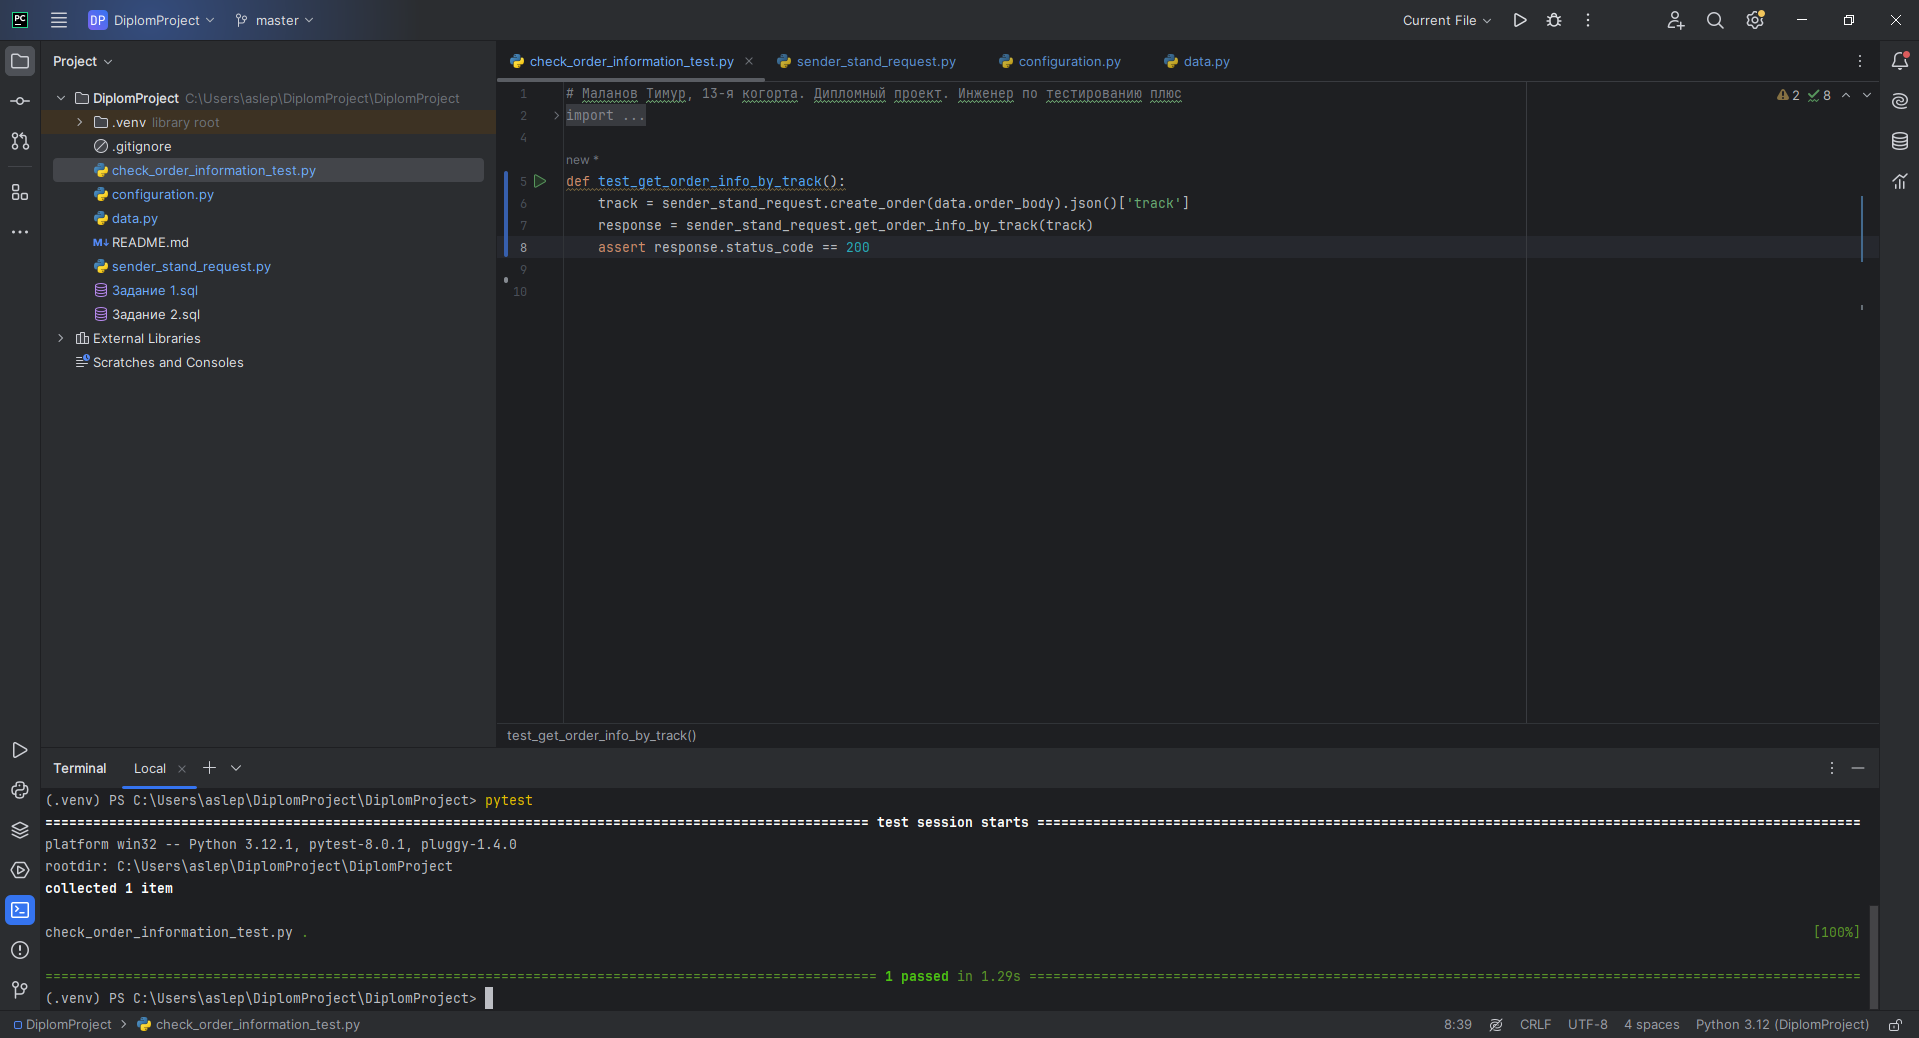 PC
DP DiplomProject master Current File
Project
DiplomProject C:\Users\aslep\DiplomProject\DiplomProject
.venv library root
.gitignore
check_order_information_test.py
configuration.py
data.py
M↓ README.md
sender_stand_request.py
Задание 1.sql
Задание 2.sql
External Libraries
Scratches and Consoles
check_order_information_test.py sender_stand_request.py configuration.py data.py
1 # Маланов Тимур, 13-я когорта. Дипломный проект. Инженер по тестированию плюс
2 8
2 import ...
4
new *
5 def test_get_order_info_by_track():
6 track = sender_stand_request.create_order(data.order_body).json()['track']
7 response = sender_stand_request.get_order_info_by_track(track)
8 assert response.status_code == 200
9
10
test_get_order_info_by_track()
Terminal Local
(.venv) PS C:\Users\aslep\DiplomProject\DiplomProject> pytest
======================================================================================================= test session starts =======================================================================================================
platform win32 -- Python 3.12.1, pytest-8.0.1, pluggy-1.4.0
rootdir: C:\Users\aslep\DiplomProject\DiplomProject
collected 1 item
check_order_information_test.py . [100%]
======================================================================================================== 1 passed in 1.29s ========================================================================================================
(.venv) PS C:\Users\aslep\DiplomProject\DiplomProject>
DiplomProject > check_order_information_test.py 8:39 CRLF UTF-8 4 spaces Python 3.12 (DiplomProject)